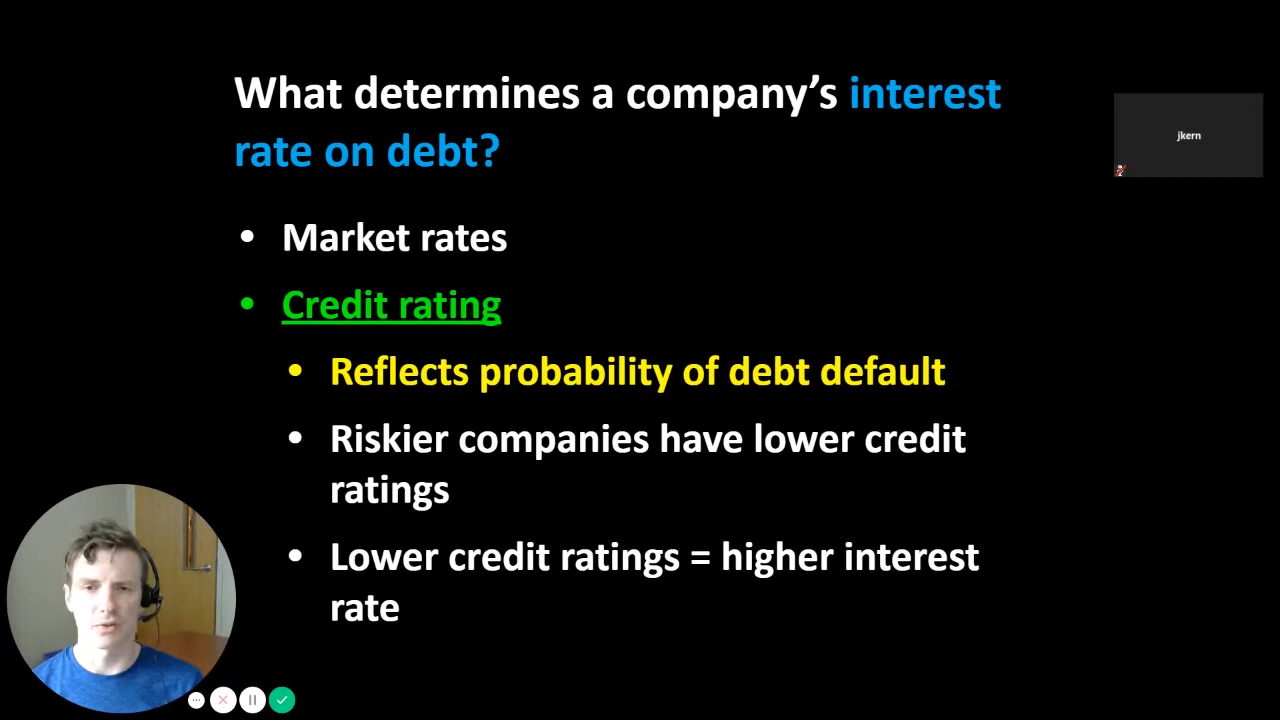 What determines a company’s interest
rate on debt?
jkern
• Market rates
• Credit rating
• Reflects probability of debt default
• Riskier companies have lower credit
ratings
• Lower credit ratings = higher interest
rate